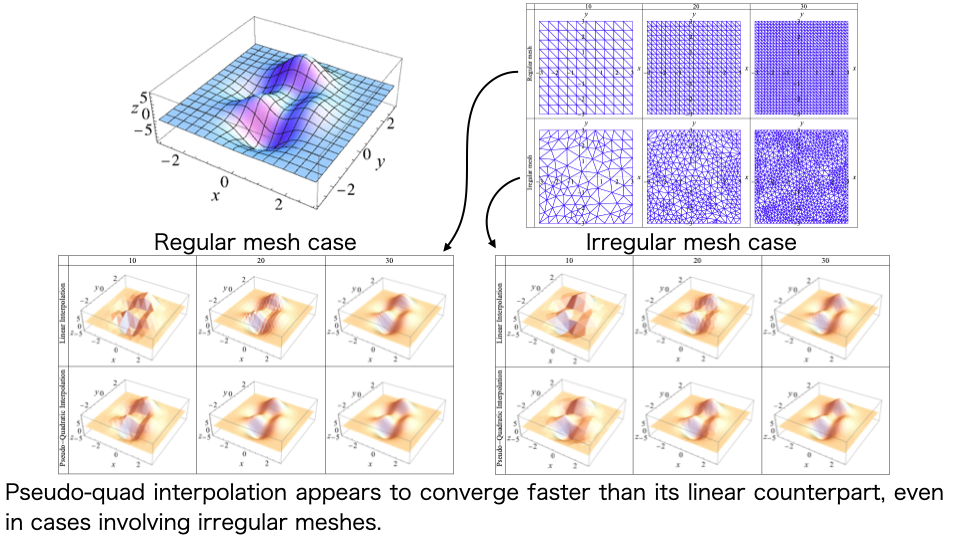 5
z 0
-5
-2
0
x
2
-2
0
y
2
10 20 30
Regular mesh
Irregular mesh
Regular mesh case
10 20 30
Linear Interpolation
Pseudo-Quadratic Interpolation
Irregular mesh case
10 20 30
Linear Interpolation
Pseudo-Quadratic Interpolation
Pseudo-quad interpolation appears to converge faster than its linear counterpart, even
in cases involving irregular meshes.